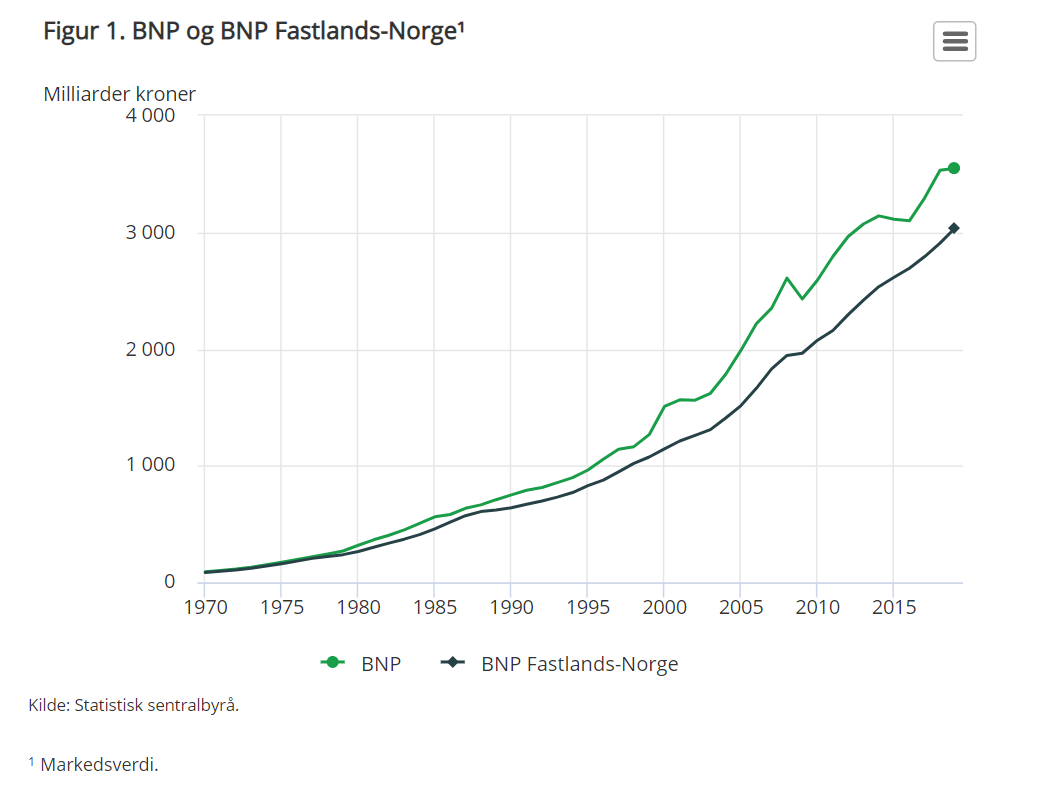 Figur 1. BNP og BNP Fastlands-Norge¹
Milliarder kroner
4 000
3 000
2 000
1 000
0
1970 1975 1980 1985 1990 1995 2000 2005 2010 2015
BNP BNP Fastlands-Norge
Kilde: Statistisk sentralbyrå.
¹ Markedsverdi.